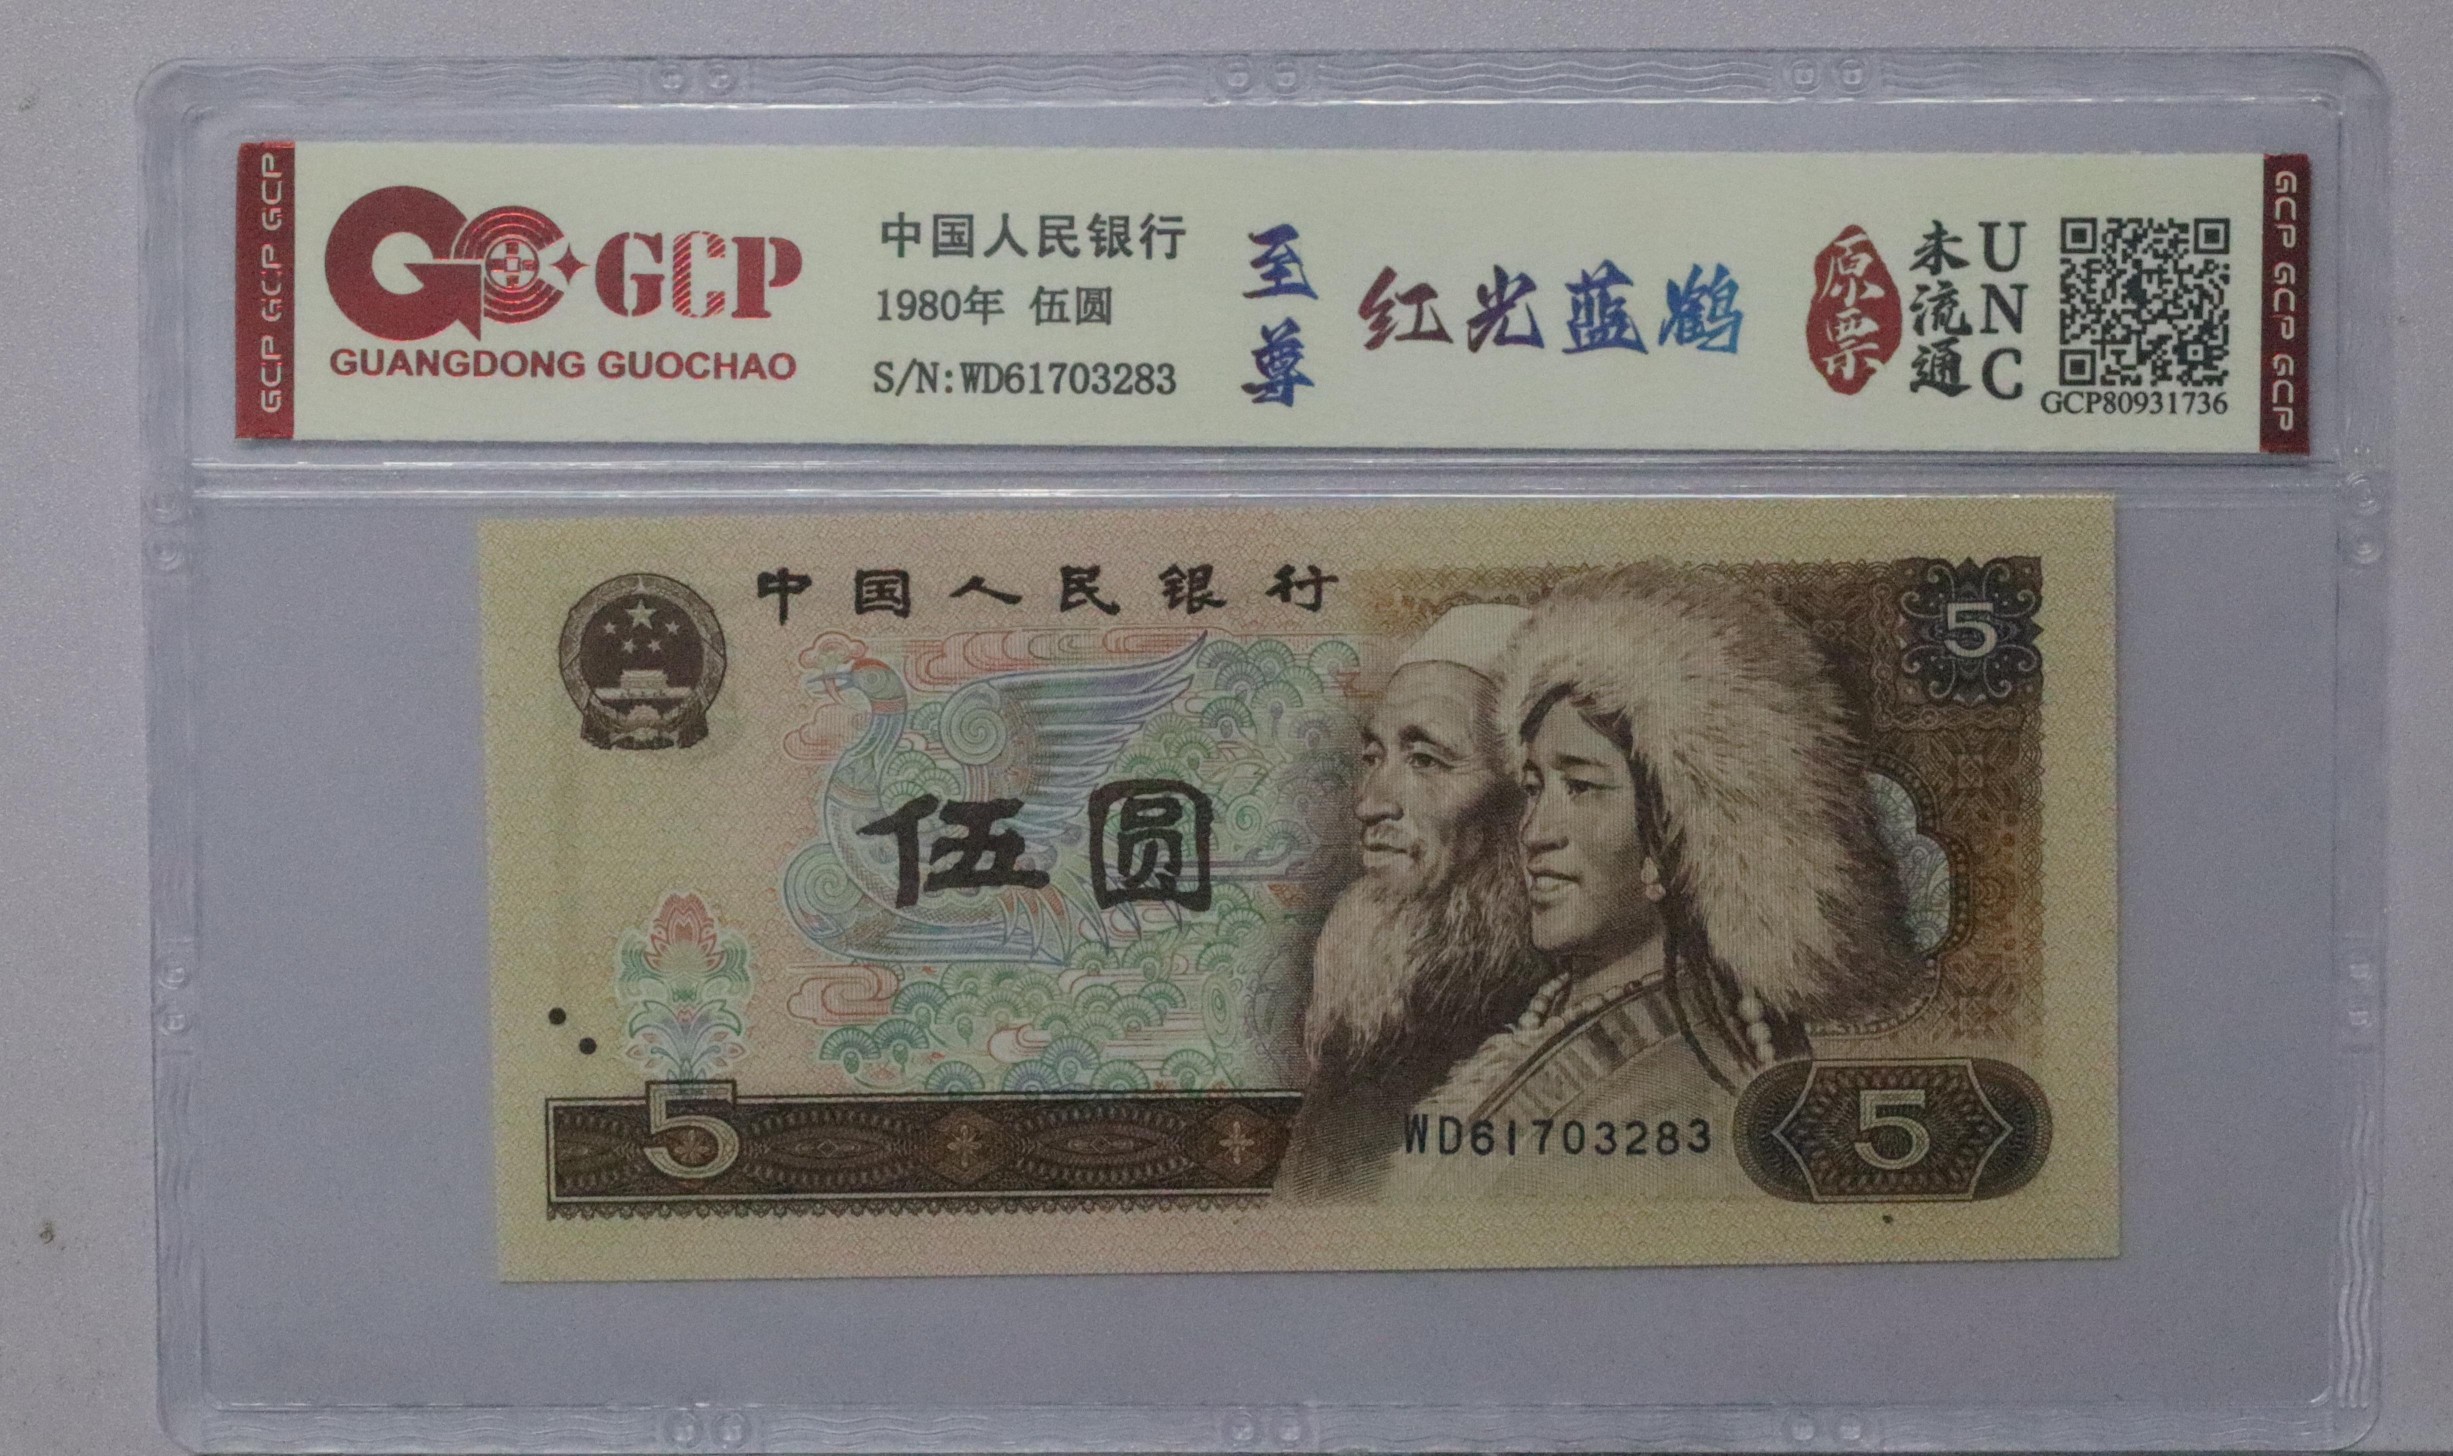 GCP GCP GCP
GCP
GUANGDONG GUOCHAO
中国人民银行
1980年 伍圆
S/N:WD61703283
至尊
红光蓝鹤
原票
未流通
UNC
GCP80931736
GCP GCP GCP
中国人民银行
5
伍圆
5
WD61703283
5